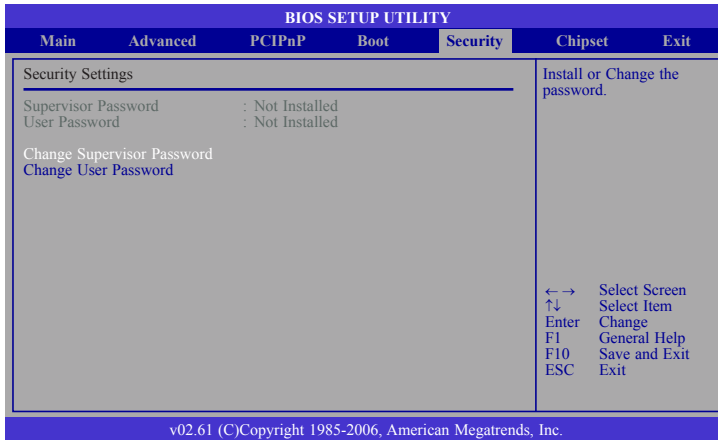 BIOS SETUP UTILITY
Main Advanced PCIPnP Boot Security Chipset Exit
Security Settings
Supervisor Password : Not Installed
User Password : Not Installed
Change Supervisor Password
Change User Password
Install or Change the
password.
←→ Select Screen
↑↓ Select Item
Enter Change
F1 General Help
F10 Save and Exit
ESC Exit
v02.61 (C)Copyright 1985-2006, American Megatrends, Inc.